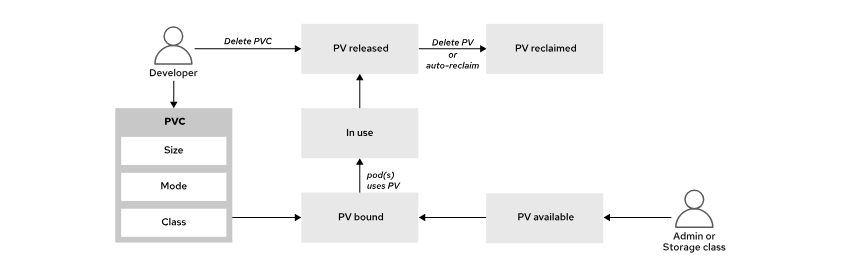 Delete PVC
PV released
Delete PV
or
auto-reclaim
PV reclaimed
Developer
PVC
Size
Mode
Class
In use
pod(s)
uses PV
PV bound
PV available
Admin or
Storage class